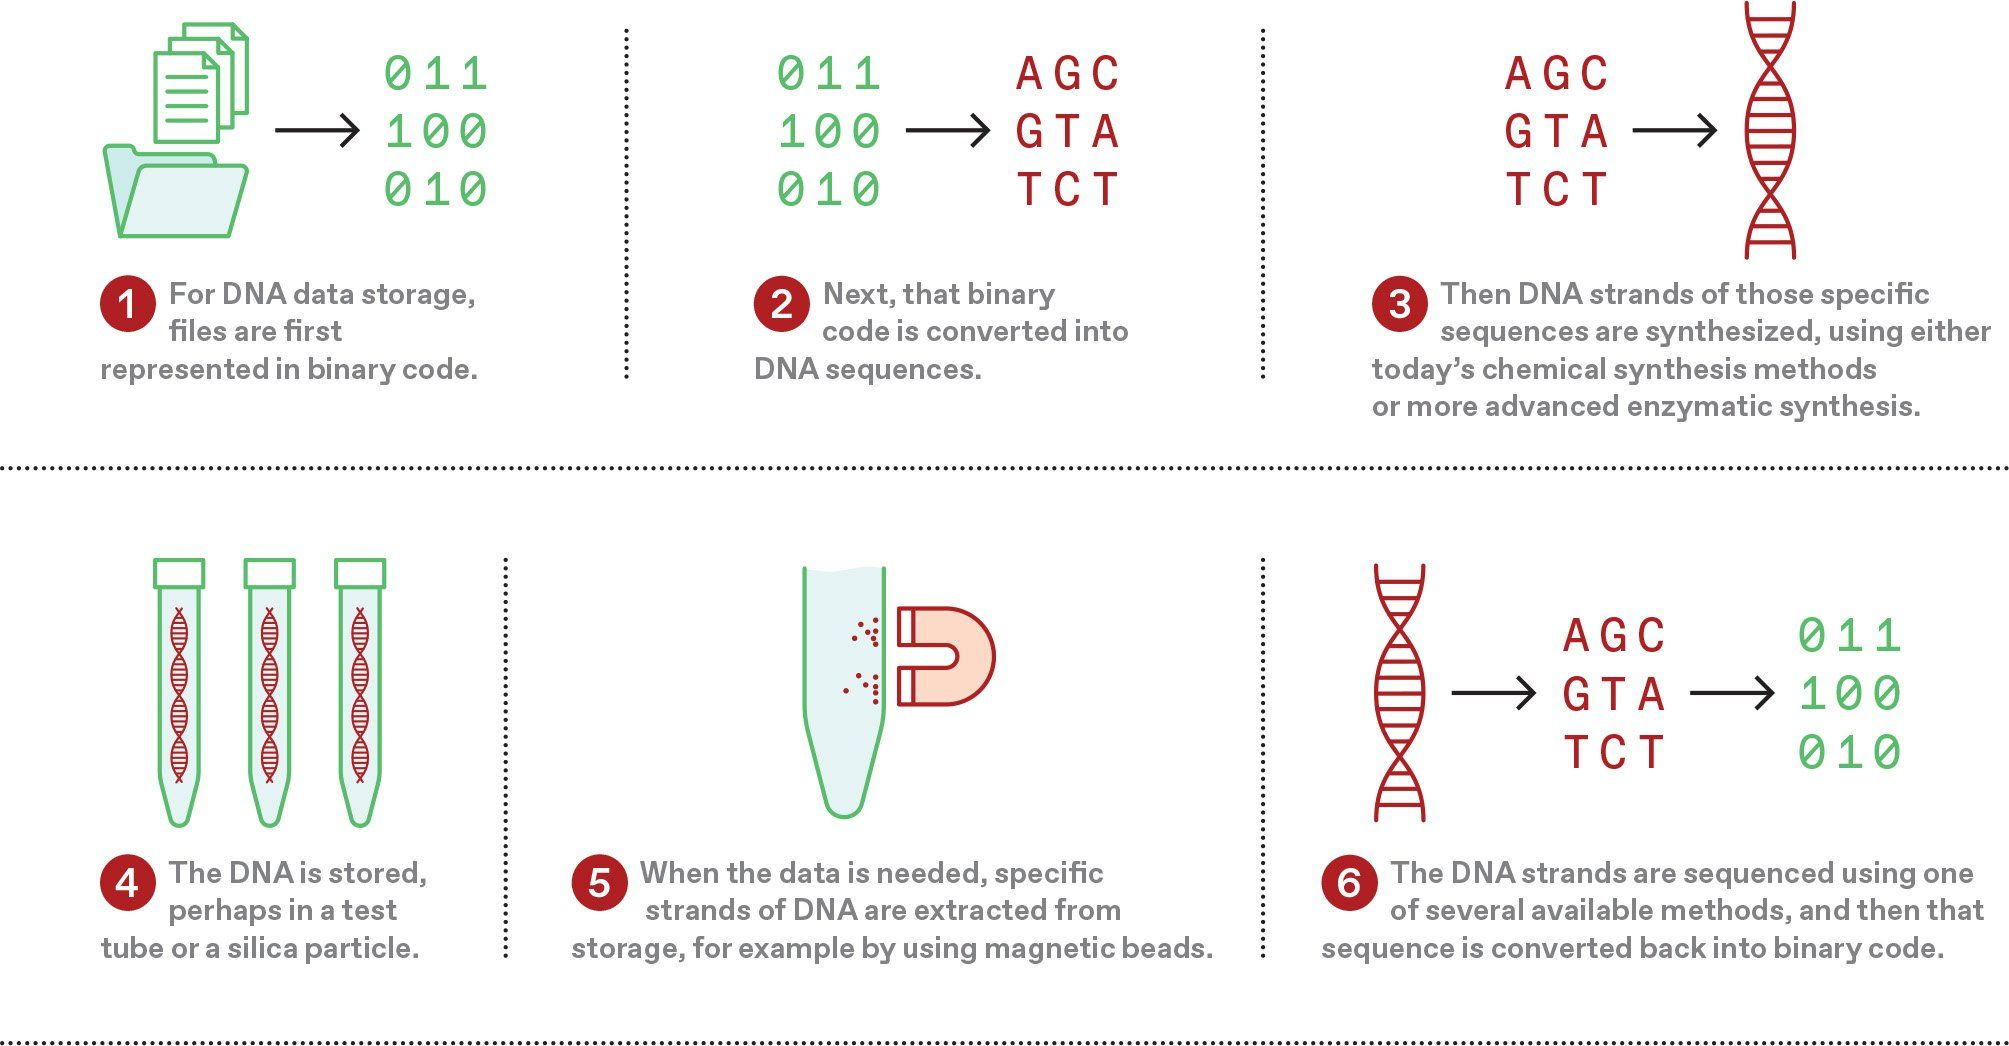 011
100
010
011
100
010
AGC
GTA
TCT
AGC
GTA
TCT
1 For DNA data storage,
files are first
represented in binary code.
2 Next, that binary
code is converted into
DNA sequences.
3 Then DNA strands of those specific
sequences are synthesized, using either
today’s chemical synthesis methods
or more advanced enzymatic synthesis.
AGC
GTA
TCT
011
100
010
4 The DNA is stored,
perhaps in a test
tube or a silica particle.
5 When the data is needed, specific
strands of DNA are extracted from
storage, for example by using magnetic beads.
6 The DNA strands are sequenced using one
of several available methods, and then that
sequence is converted back into binary code.